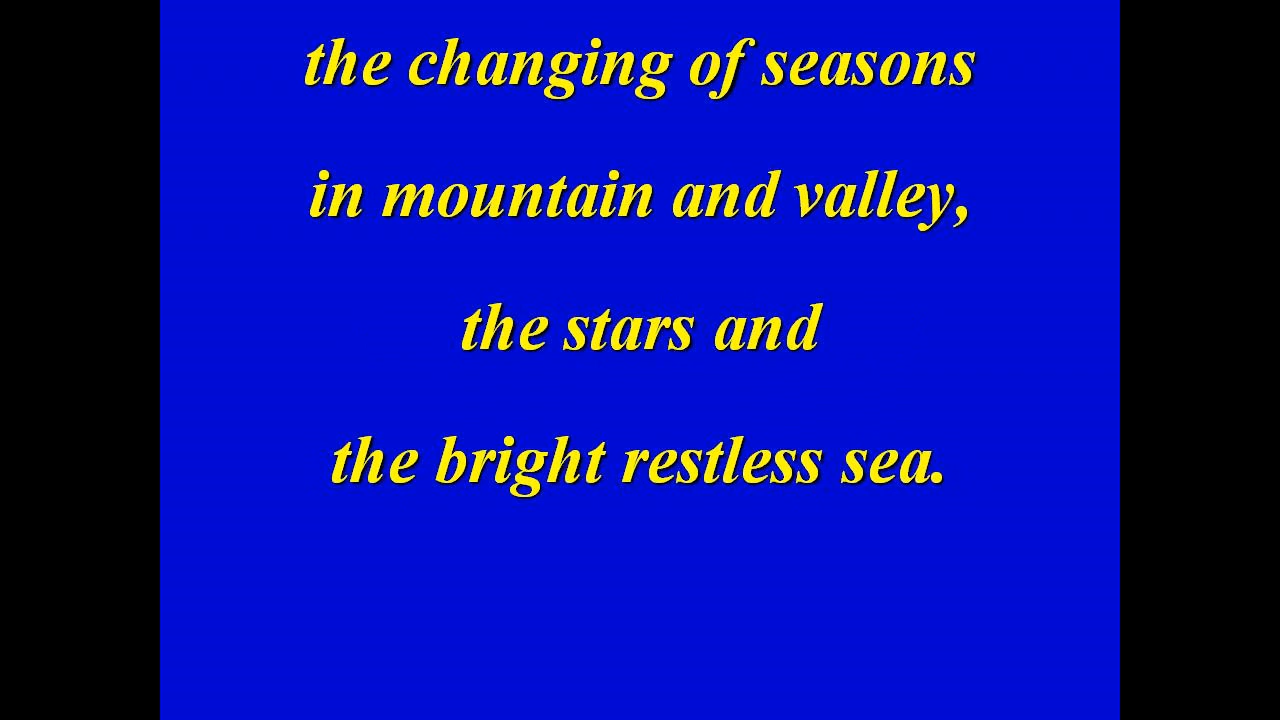 the changing of seasons
in mountain and valley,
the stars and
the bright restless sea.